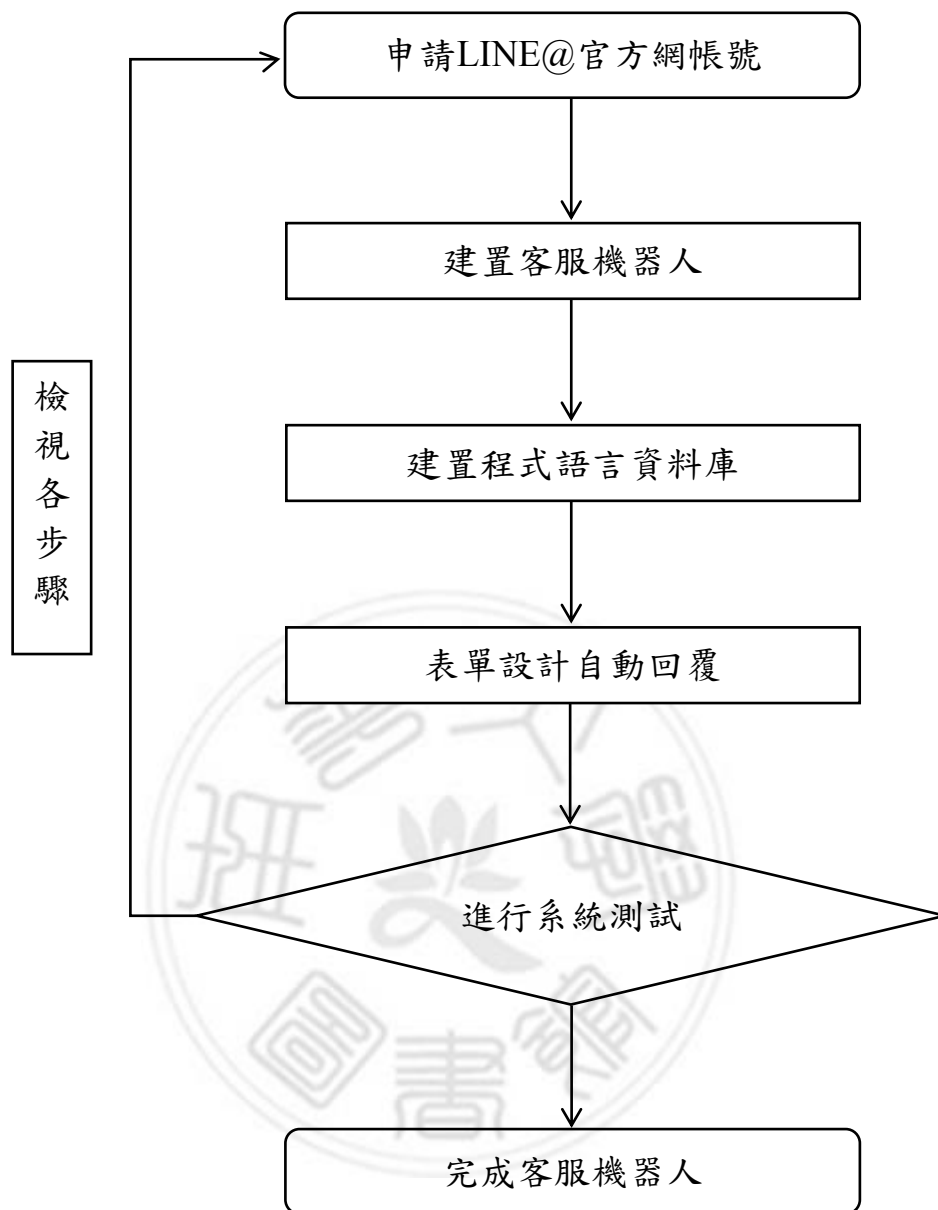 申請LINE@官方網帳號
建置客服機器人
建置程式語言資料庫
表單設計自動回覆
進行系統測試
完成客服機器人
檢視各步驟